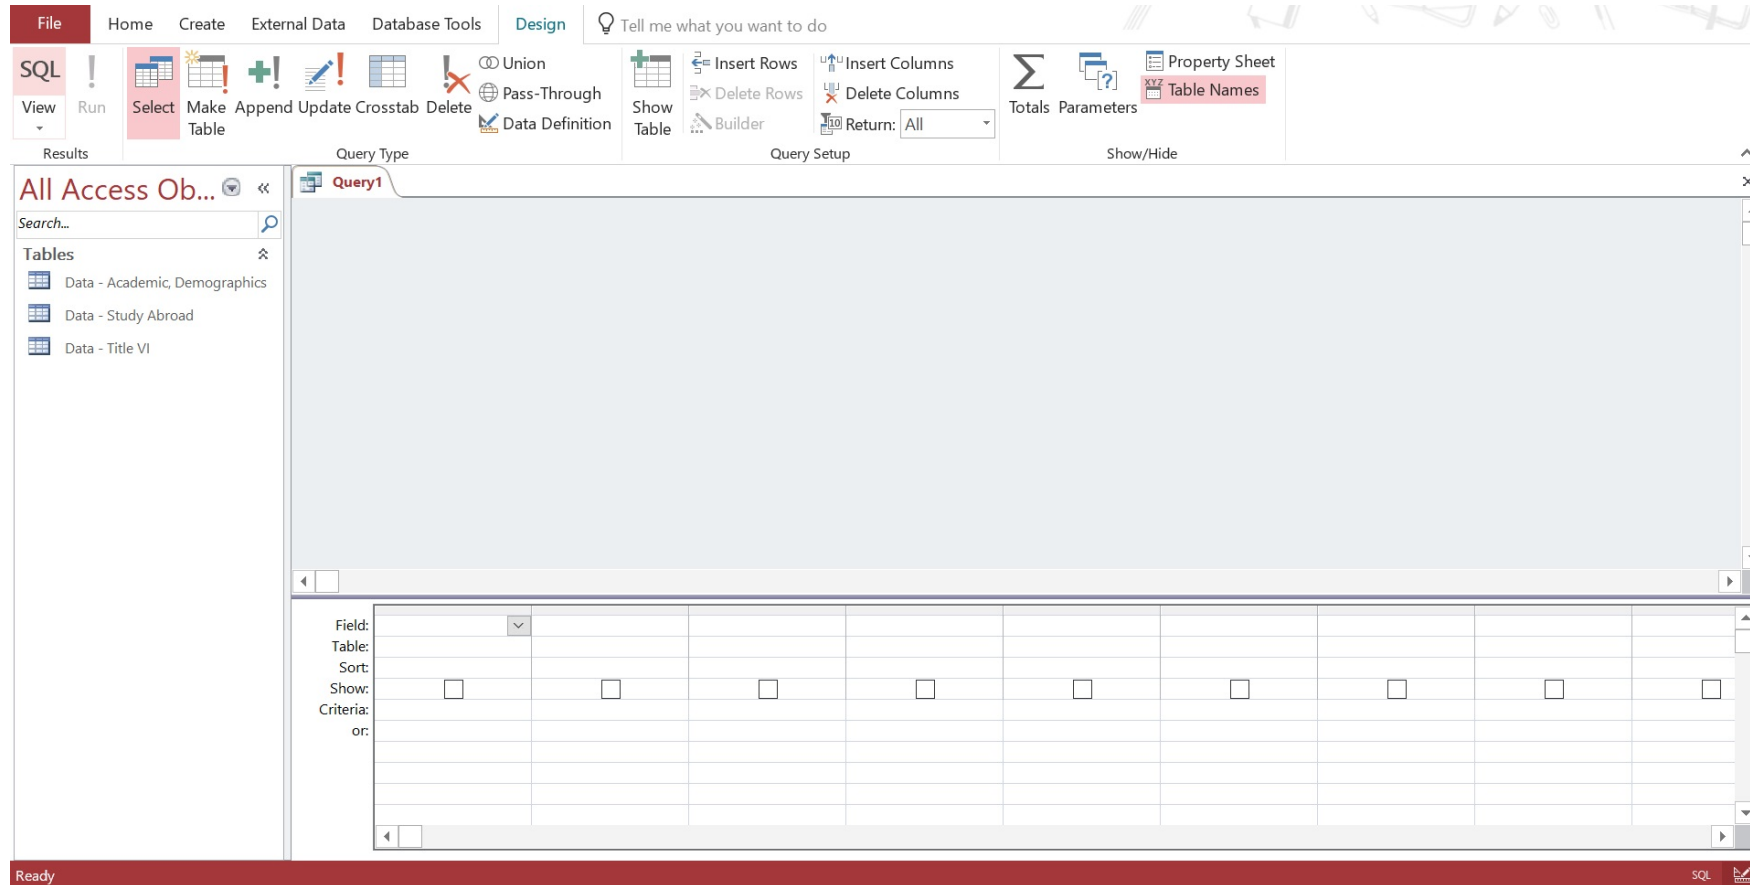 File Home Create External Data Database Tools Design Tell me what you want to do
SQL View Run
Select Make Table Append Update Crosstab Delete
Union
Pass-Through
Data Definition
Show Table
Insert Rows
Delete Rows
Builder
Insert Columns
Delete Columns
10 Return: All
Totals Parameters
Property Sheet
XYZ Table Names
Results Query Type Query Setup Show/Hide
All Access Ob...
Search...
Tables
Data - Academic, Demographics
Data - Study Abroad
Data - Title VI
Query1
Field:
Table:
Sort:
Show:
Criteria:
or:
Ready SQL